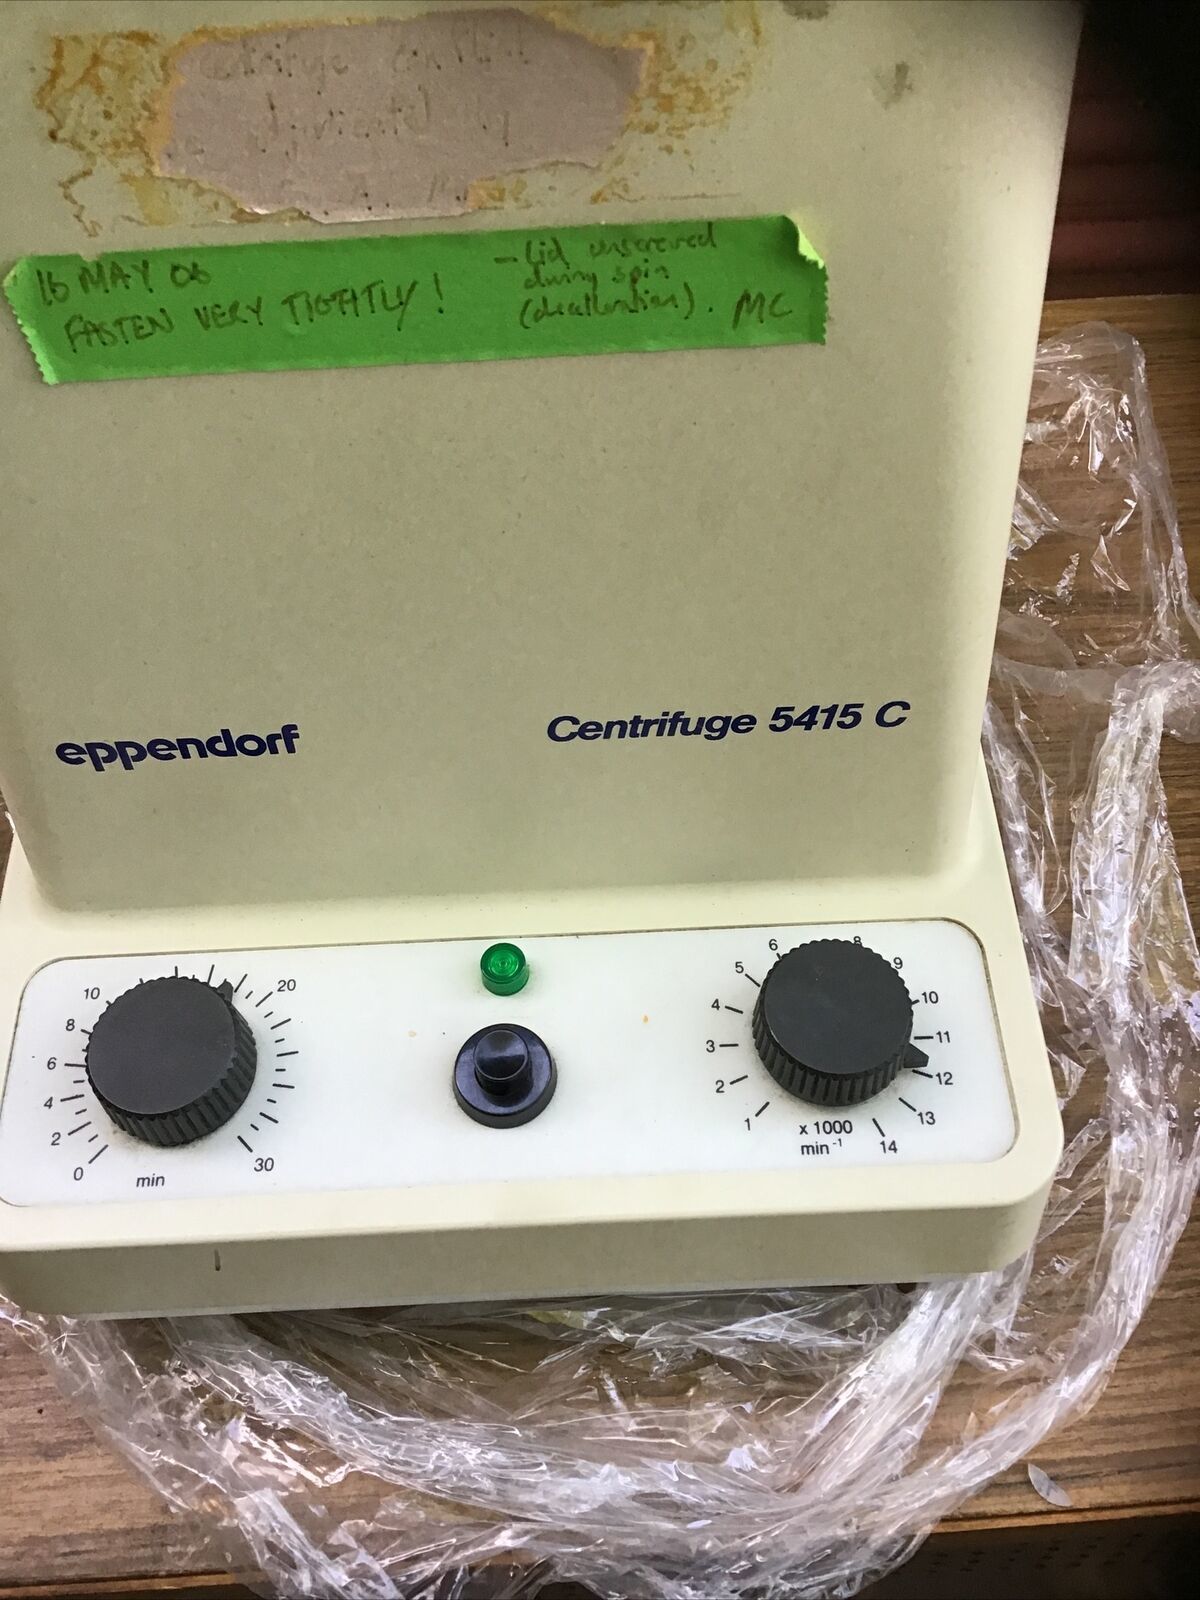 16 MAY 06
FASTEN VERY TIGHTLY!
- Lid unscrewed
during spin
(decelleration). MC
eppendorf
Centrifuge 5415 C
0
2
4
6
8
10
20
30
min
1
2
3
4
5
6
8
9
10
11
12
13
14
x 1000
min-1